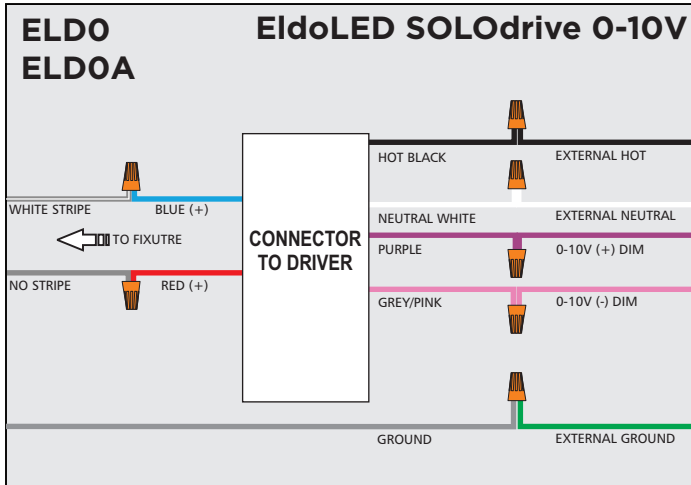 ELD0
ELD0A
EldoLED SOLOdrive 0-10V
HOT BLACK
EXTERNAL HOT
WHITE STRIPE
BLUE (+)
NEUTRAL WHITE
EXTERNAL NEUTRAL
TO FIXUTRE
CONNECTOR
TO DRIVER
PURPLE
0-10V (+) DIM
NO STRIPE
RED (+)
GREY/PINK
0-10V (-) DIM
GROUND
EXTERNAL GROUND